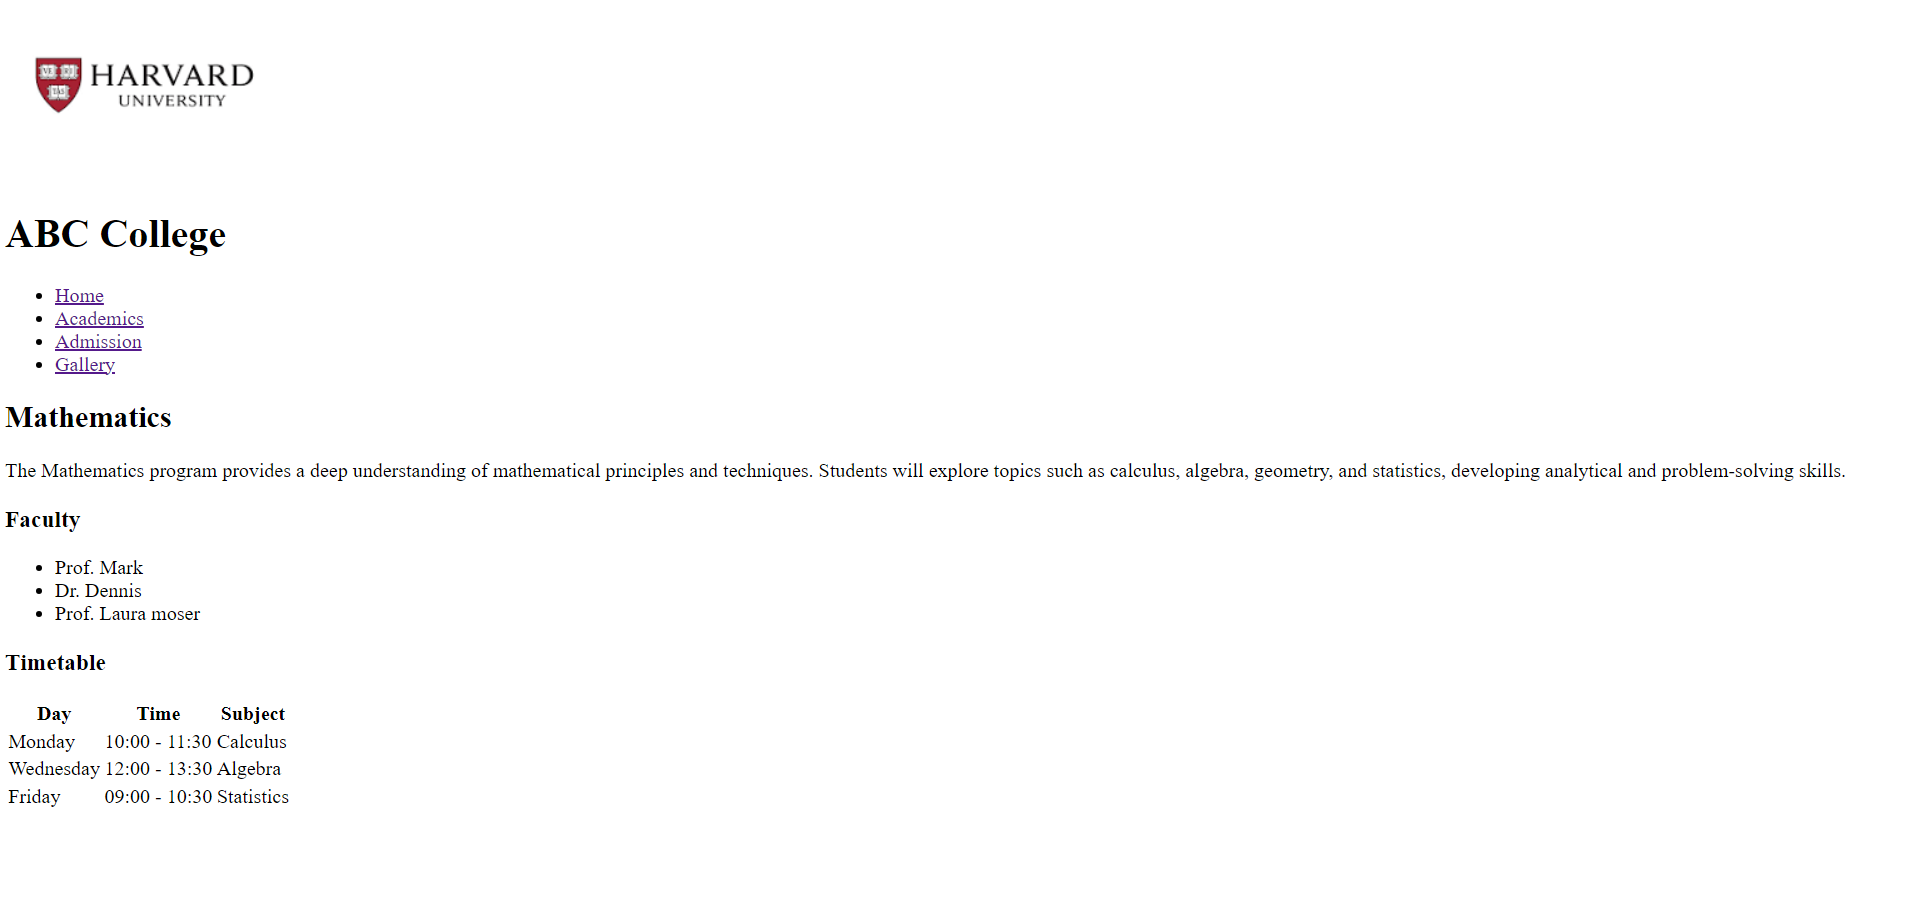 HARVARD
UNIVERSITY
ABC College
Home
Academics
Admission
Gallery
Mathematics
The Mathematics program provides a deep understanding of mathematical principles and techniques. Students will explore topics such as calculus, algebra, geometry, and statistics, developing analytical and problem-solving skills.
Faculty
Prof. Mark
Dr. Dennis
Prof. Laura moser
Timetable
Day Time Subject
Monday 10:00 - 11:30 Calculus
Wednesday 12:00 - 13:30 Algebra
Friday 09:00 - 10:30 Statistics